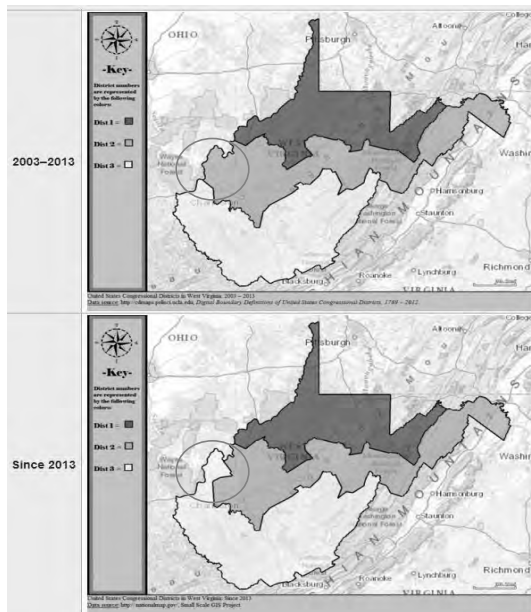 2003–2013
-Key-
District numbers
are represented
by the following
colors:
Dist 1 =
Dist 2 =
Dist 3 =
OHIO
Pittsburgh
Altoona
College
Washin
Harrisonburg
Staunton
Charleston
Wayne
National
Forest
Blacksburg
Roanoke
Lynchburg
Richmond
VIRGINIA
United States Congressional Districts in West Virginia: 2003 – 2013
Data source: http://cdmaps.polisci.ucla.edu, Digital Boundary Definitions of United States Congressional Districts, 1789 – 2012.
Since 2013
-Key-
District numbers
are represented
by the following
colors:
Dist 1 =
Dist 2 =
Dist 3 =
OHIO
Pittsburgh
Altoona
College
Washin
Harrisonburg
Staunton
Wayne
National
Forest
Blacksburg
Roanoke
Lynchburg
Richmond
VIRGINIA
United States Congressional Districts in West Virginia: Since 2013
Data source: http://nationalmap.gov/, Small Scale GIS Project